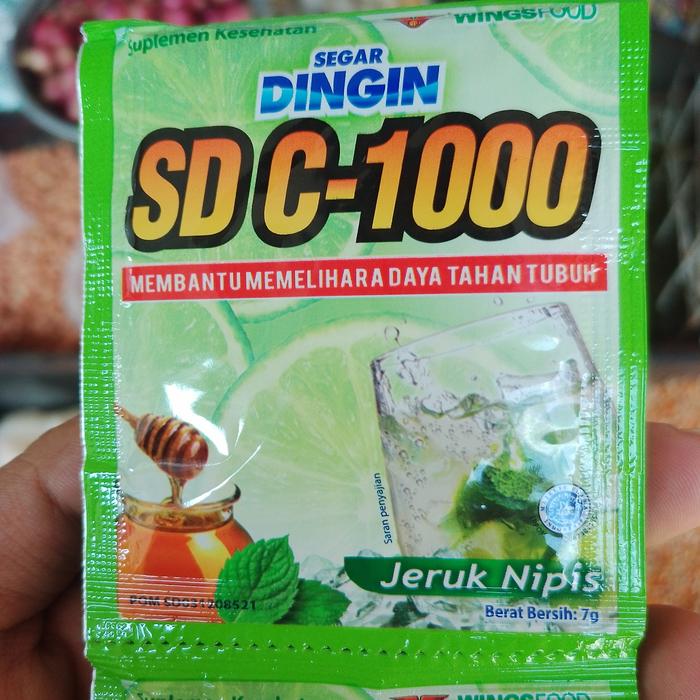 Suplemen Kesehatan
WINGSFOOD
SEGAR
DINGIN
SD C-1000
MEMBANTU MEMELIHARA DAYA TAHAN TUBUH
Saran penyajian
Jeruk Nipis
Berat Bersih: 7g
WINGSFOOD